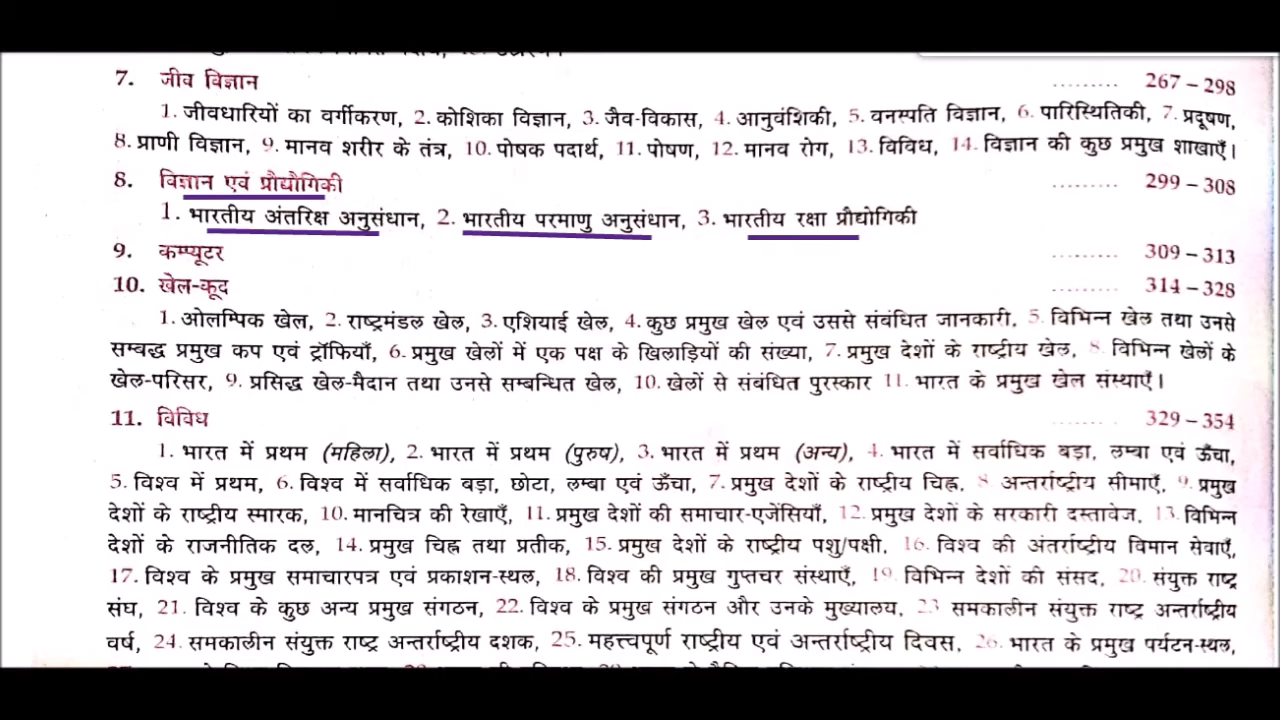 7. जीव विज्ञान ......... 267 – 298
1. जीवधारियों का वर्गीकरण, 2. कोशिका विज्ञान, 3. जैव-विकास, 4. आनुवंशिकी, 5. वनस्पति विज्ञान, 6. पारिस्थितिकी, 7. प्रदूषण,
8. प्राणी विज्ञान, 9. मानव शरीर के तंत्र, 10. पोषक पदार्थ, 11. पोषण, 12. मानव रोग, 13. विविध, 14. विज्ञान की कुछ प्रमुख शाखाएँ।
8. विज्ञान एवं प्रौद्यौगिकी ......... 299 – 308
1. भारतीय अंतरिक्ष अनुसंधान, 2. भारतीय परमाणु अनुसंधान, 3. भारतीय रक्षा प्रौद्योगिकी
9. कम्प्यूटर ......... 309 – 313
10. खेल-कूद ......... 314 – 328
1. ओलम्पिक खेल, 2. राष्ट्रमंडल खेल, 3. एशियाई खेल, 4. कुछ प्रमुख खेल एवं उससे संबंधित जानकारी, 5. विभिन्न खेल तथा उनसे
सम्बद्ध प्रमुख कप एवं ट्रॉफियाँ, 6. प्रमुख खेलों में एक पक्ष के खिलाड़ियों की संख्या, 7. प्रमुख देशों के राष्ट्रीय खेल, 8. विभिन्न खेलों के
खेल-परिसर, 9. प्रसिद्ध खेल-मैदान तथा उनसे सम्बन्धित खेल, 10. खेलों से संबंधित पुरस्कार 11. भारत के प्रमुख खेल संस्थाएँ।
11. विविध ......... 329 – 354
1. भारत में प्रथम (महिला), 2. भारत में प्रथम (पुरुष), 3. भारत में प्रथम (अन्य), 4. भारत में सर्वाधिक बड़ा, लम्बा एवं ऊँचा,
5. विश्व में प्रथम, 6. विश्व में सर्वाधिक बड़ा, छोटा, लम्बा एवं ऊँचा, 7. प्रमुख देशों के राष्ट्रीय चिह्न, 8. अन्तर्राष्ट्रीय सीमाएँ, 9. प्रमुख
देशों के राष्ट्रीय स्मारक, 10. मानचित्र की रेखाएँ, 11. प्रमुख देशों की समाचार-एजेंसियाँ, 12. प्रमुख देशों के सरकारी दस्तावेज, 13. विभिन्न
देशों के राजनीतिक दल, 14. प्रमुख चिह्न तथा प्रतीक, 15. प्रमुख देशों के राष्ट्रीय पशु/पक्षी, 16. विश्व की अंतर्राष्ट्रीय विमान सेवाएँ,
17. विश्व के प्रमुख समाचारपत्र एवं प्रकाशन-स्थल, 18. विश्व की प्रमुख गुप्तचर संस्थाएँ, 19. विभिन्न देशों की संसद, 20. संयुक्त राष्ट्र
संघ, 21. विश्व के कुछ अन्य प्रमुख संगठन, 22. विश्व के प्रमुख संगठन और उनके मुख्यालय, 23. समकालीन संयुक्त राष्ट्र अन्तर्राष्ट्रीय
वर्ष, 24. समकालीन संयुक्त राष्ट्र अन्तर्राष्ट्रीय दशक, 25. महत्त्वपूर्ण राष्ट्रीय एवं अन्तर्राष्ट्रीय दिवस, 26. भारत के प्रमुख पर्यटन-स्थल,